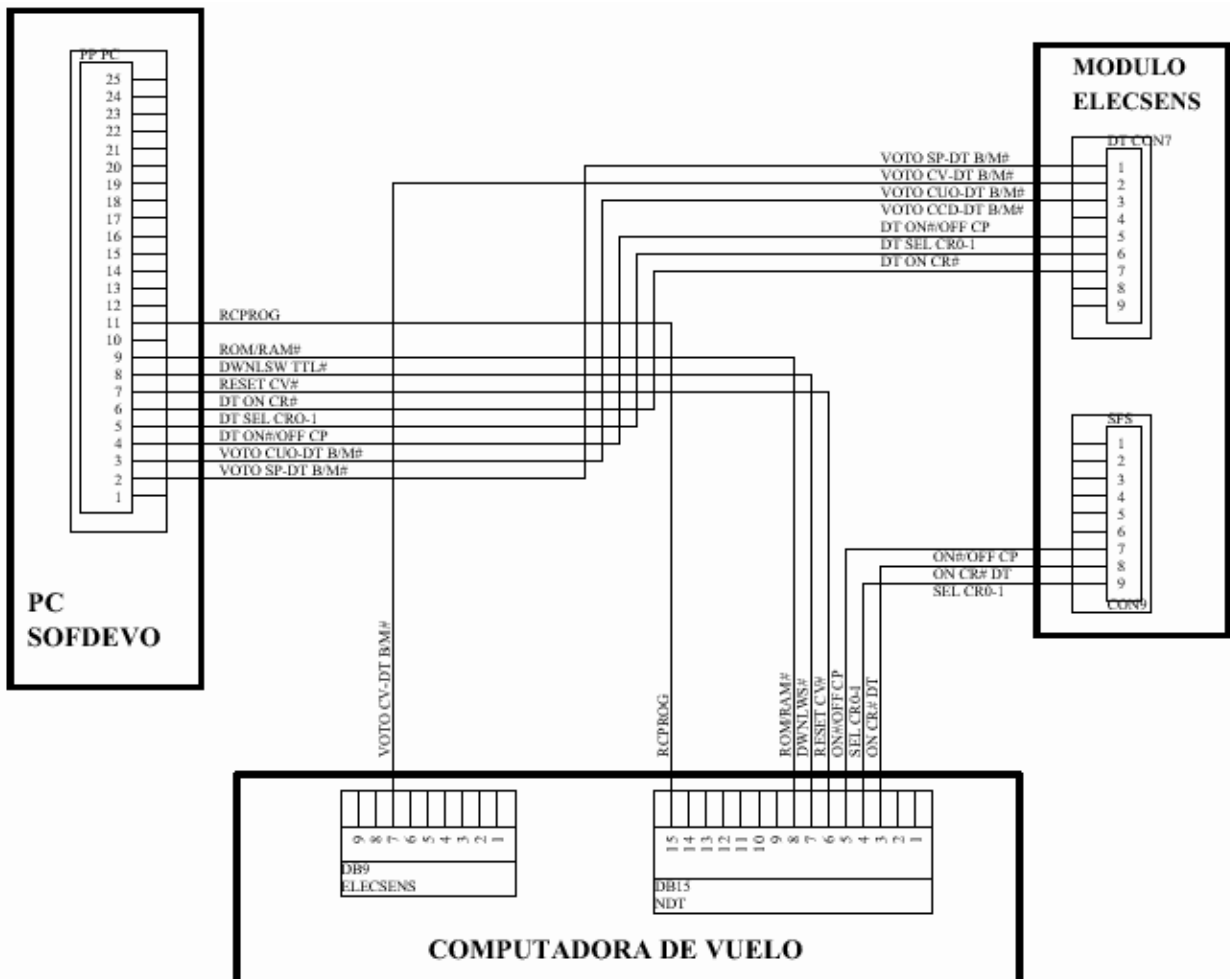 PP PC
25
24
23
22
21
20
19
18
17
16
15
14
13
12
11
10
9
8
7
6
5
4
3
2
1
PC
SOFDEVO
RCPROG
ROM/RAM#
DWNLSW TTL#
RESET CV#
DT ON CR#
DT SEL CRO-1
DT ON#/OFF CP
VOTO CUO-DT B/M#
VOTO SP-DT B/M#
MODULO
ELECSENS
DT CON7
VOTO SP-DT B/M#
VOTO CV-DT B/M#
VOTO CUO-DT B/M#
VOTO CCD-DT B/M#
DT ON#/OFF CP
DT SEL CR0-1
DT ON CR#
1
2
3
4
5
6
7
8
9
SFS
1
2
3
4
5
6
7
8
9
CON9
ON#/OFF CP
ON CR# DT
SEL CR0-1
VOTO CV-DT B/M#
RCPROG
ROM/RAM#
DWNLWS#
RESET CV#
ON#/OFF CP
SEL CR0-1
ON CR# DT
9 8 7 6 5 4 3 2 1
DB9
ELECSENS
15 14 13 12 11 10 9 8 7 6 5 4 3 2 1
DB15
NDT
COMPUTADORA DE VUELO